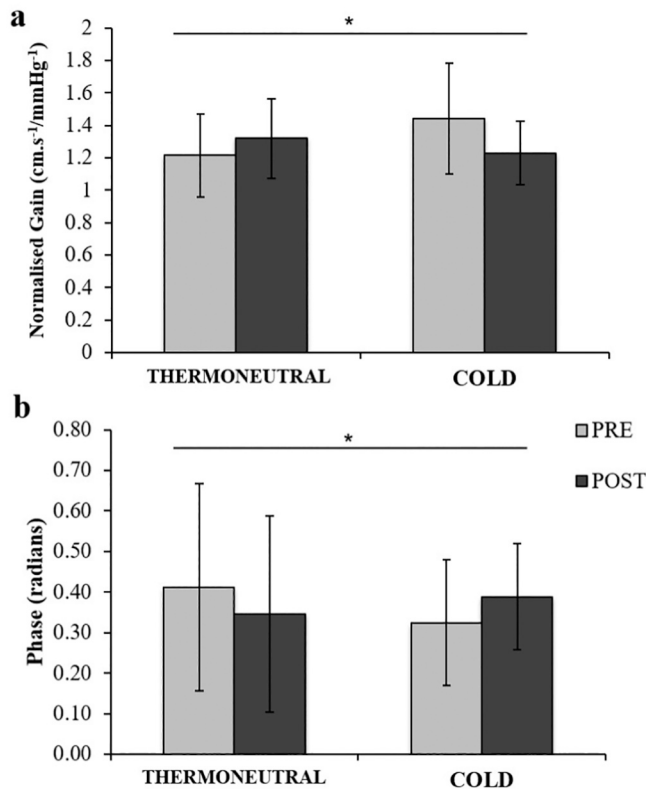 a
*
Normalised Gain (cm.s⁻¹/mmHg⁻¹)
2
1.8
1.6
1.4
1.2
1
0.8
0.6
0.4
0.2
0
THERMONEUTRAL COLD
b
*
PRE
POST
Phase (radians)
0.80
0.70
0.60
0.50
0.40
0.30
0.20
0.10
0.00
THERMONEUTRAL COLD